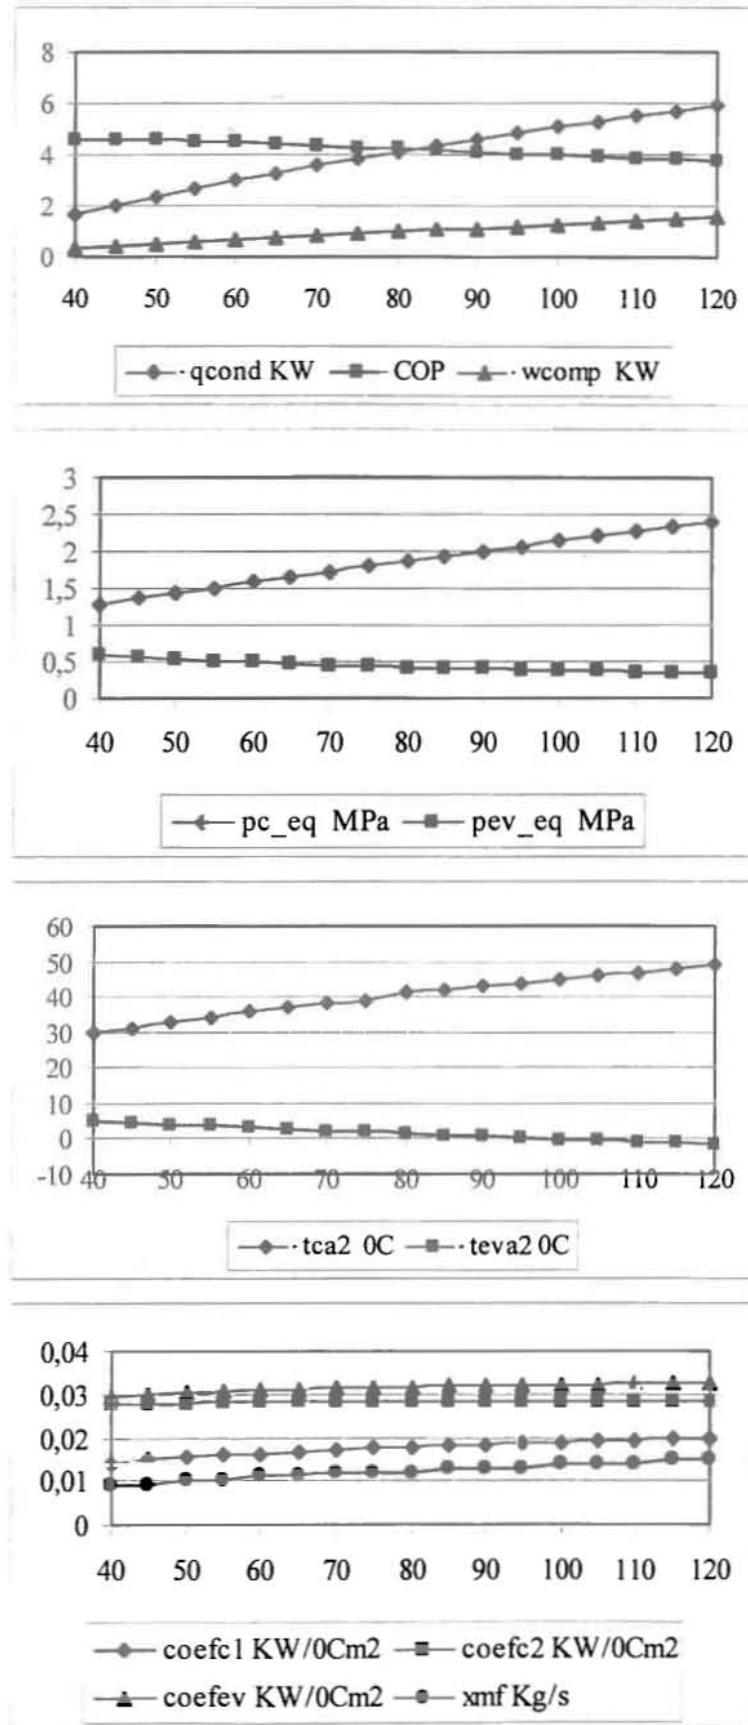 8
6
4
2
0
40 50 60 70 80 90 100 110 120
qcond KW COP wcomp KW
3
2,5
2
1,5
1
0,5
0
40 50 60 70 80 90 100 110 120
pc_eq MPa pev_eq MPa
60
50
40
30
20
10
0
-10
40 50 60 70 80 90 100 110 120
tca2 0C teva2 0C
0,04
0,03
0,02
0,01
0
40 50 60 70 80 90 100 110 120
coefc1 KW/0Cm2 coefc2 KW/0Cm2
coefev KW/0Cm2 xmf Kg/s